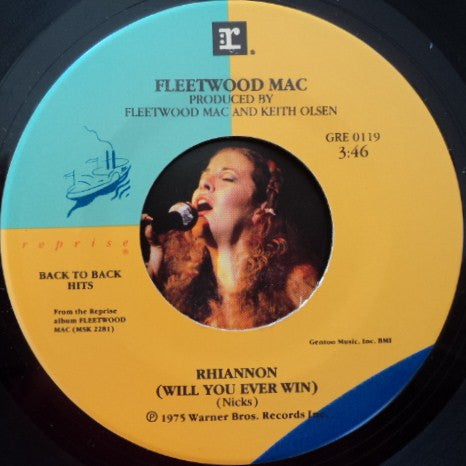 r
FLEETWOOD MAC
PRODUCED BY
FLEETWOOD MAC AND KEITH OLSEN
GRE 0119
3:46
reprise®
BACK TO BACK
HITS
From the Reprise
album FLEETWOOD
MAC (MSK 2281)
Gentoo Music, Inc. BMI
RHIANNON
(WILL YOU EVER WIN)
(Nicks)
℗ 1975 Warner Bros. Records Inc.